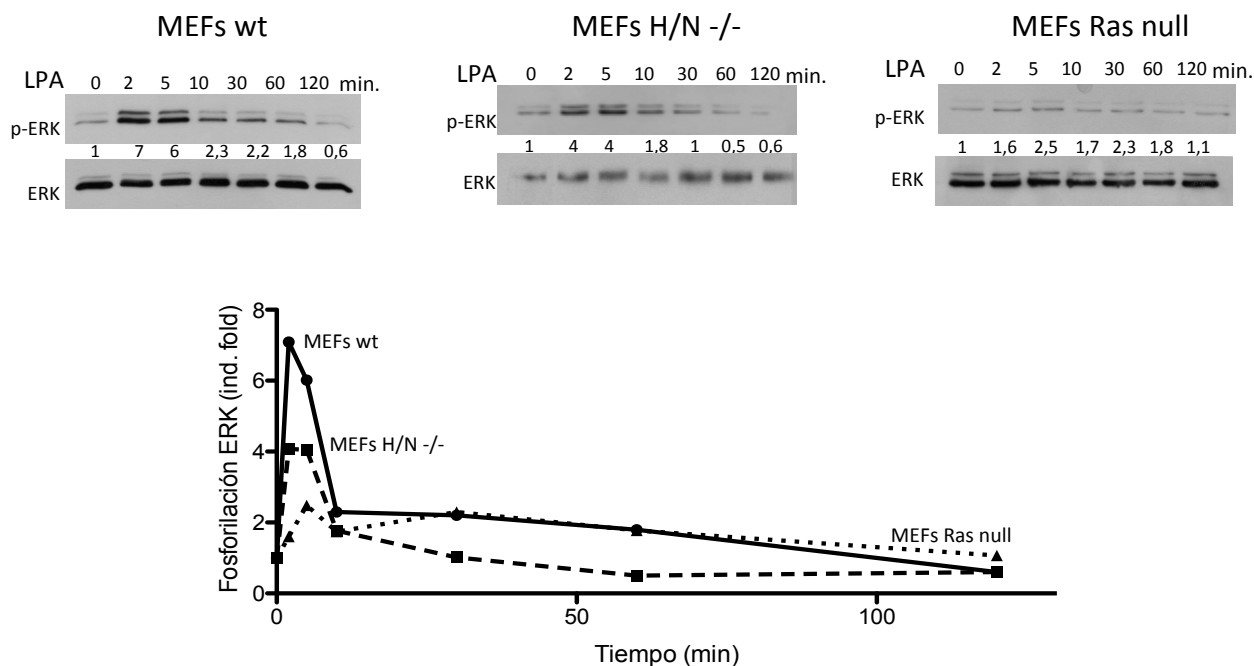 MEFs wt
LPA 0 2 5 10 30 60 120 min.
p-ERK
1 7 6 2,3 2,2 1,8 0,6
ERK
MEFs H/N -/-
LPA 0 2 5 10 30 60 120 min.
p-ERK
1 4 4 1,8 1 0,5 0,6
ERK
MEFs Ras null
LPA 0 2 5 10 30 60 120 min.
p-ERK
1 1,6 2,5 1,7 2,3 1,8 1,1
ERK
Fosforilación ERK (ind. fold)
8
6
4
2
0
MEFs wt
MEFs H/N -/-
MEFs Ras null
0 50 100
Tiempo (min)